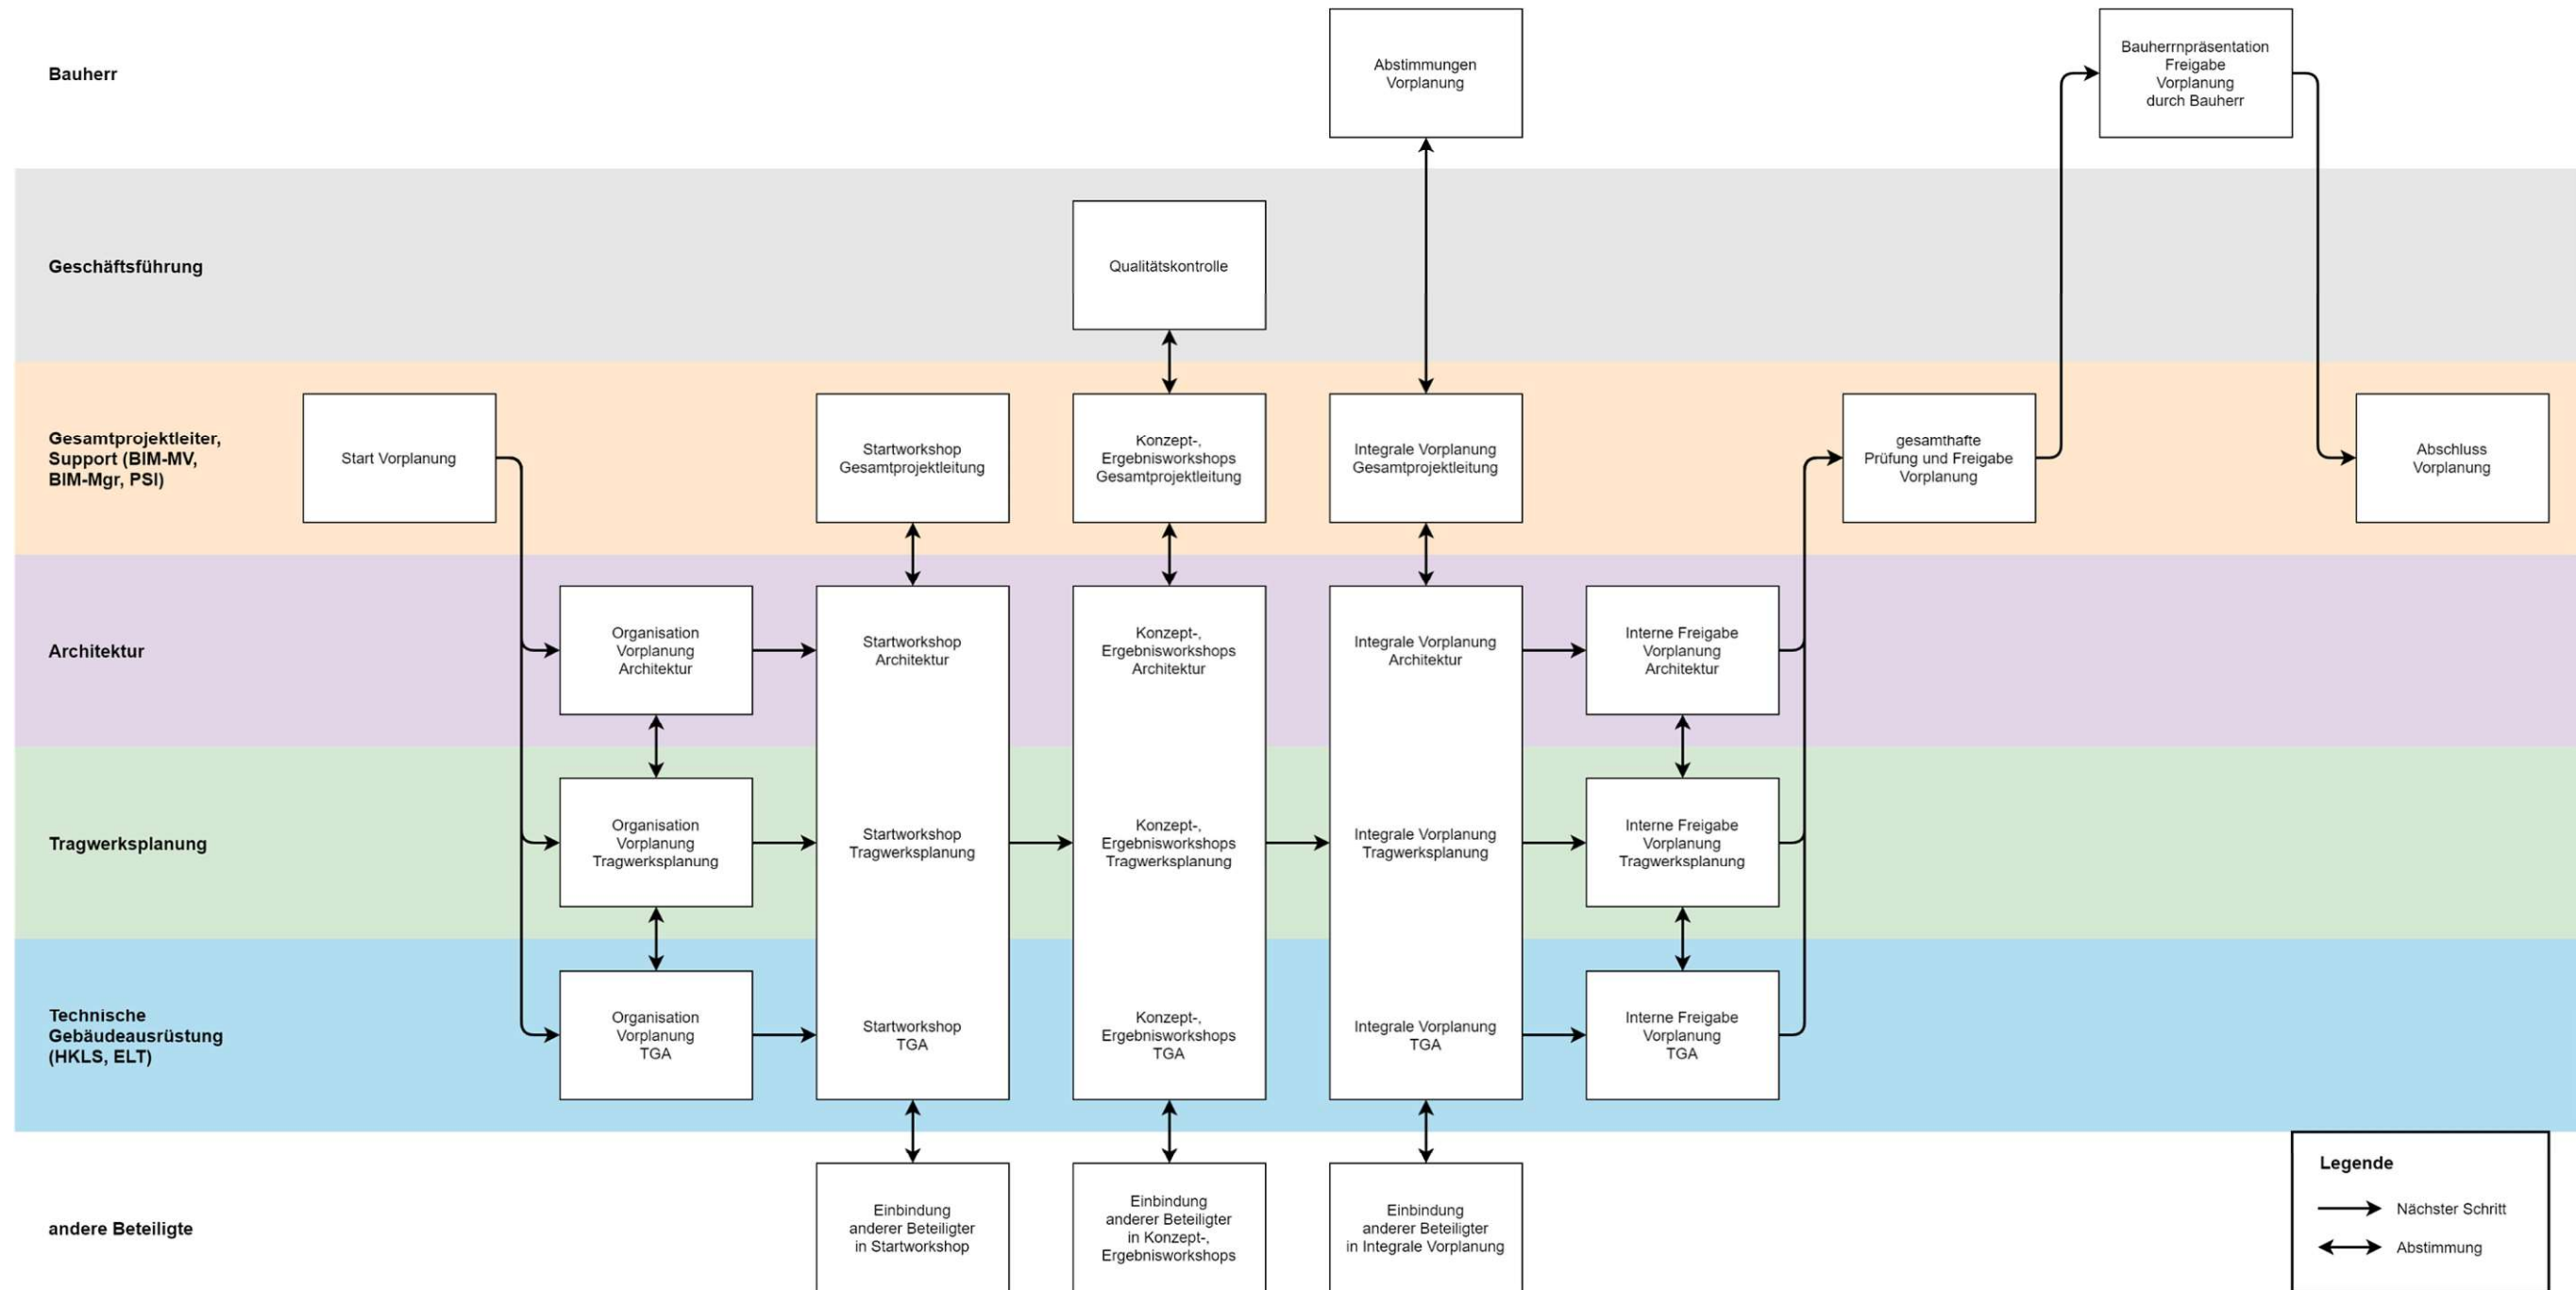 Bauherr
Abstimmungen
Vorplanung
Bauherrnpräsentation
Freigabe
Vorplanung
durch Bauherr
Geschäftsführung
Qualitätskontrolle
Gesamtprojektleiter,
Support (BIM-MV,
BIM-Mgr, PSI)
Start Vorplanung
Startworkshop
Gesamtprojektleitung
Konzept-,
Ergebnisworkshops
Gesamtprojektleitung
Integrale Vorplanung
Gesamtprojektleitung
gesamthafte
Prüfung und Freigabe
Vorplanung
Abschluss
Vorplanung
Architektur
Organisation
Vorplanung
Architektur
Startworkshop
Architektur
Konzept-,
Ergebnisworkshops
Architektur
Integrale Vorplanung
Architektur
Interne Freigabe
Vorplanung
Architektur
Tragwerksplanung
Organisation
Vorplanung
Tragwerksplanung
Startworkshop
Tragwerksplanung
Konzept-,
Ergebnisworkshops
Tragwerksplanung
Integrale Vorplanung
Tragwerksplanung
Interne Freigabe
Vorplanung
Tragwerksplanung
Technische
Gebäudeausrüstung
(HKLS, ELT)
Organisation
Vorplanung
TGA
Startworkshop
TGA
Konzept-,
Ergebnisworkshops
TGA
Integrale Vorplanung
TGA
Interne Freigabe
Vorplanung
TGA
andere Beteiligte
Einbindung
anderer Beteiligter
in Startworkshop
Einbindung
anderer Beteiligter
in Konzept-,
Ergebnisworkshops
Einbindung
anderer Beteiligter
in Integrale Vorplanung
Legende
Nächster Schritt
Abstimmung